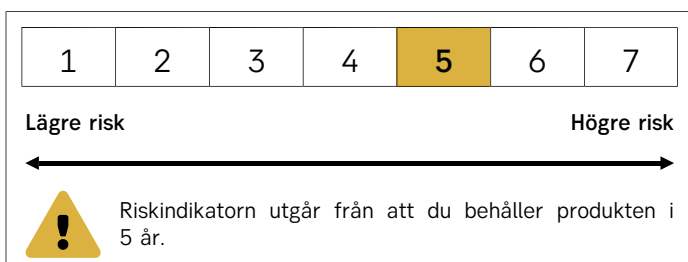 1 2 3 4 5 6 7
Lägre risk Högre risk
Riskindikatorn utgår från att du behåller produkten i
5 år.